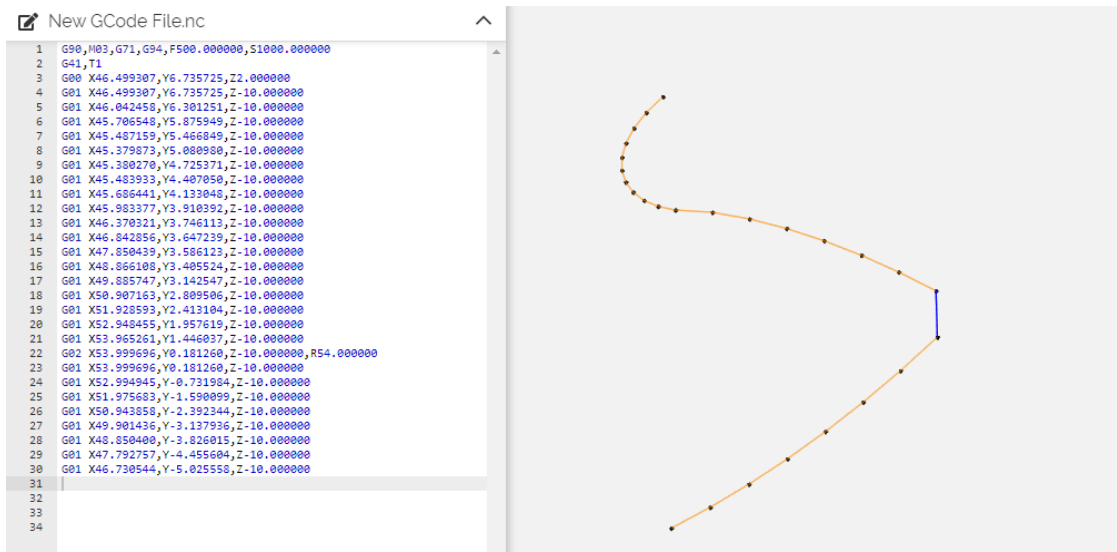 New GCode File.nc
1 G90,M03,G71,G94,F500.000000,S1000.000000
2 G41,T1
3 G00 X46.499307,Y6.735725,Z2.000000
4 G01 X46.499307,Y6.735725,Z-10.000000
5 G01 X46.042458,Y6.301251,Z-10.000000
6 G01 X45.706548,Y5.875949,Z-10.000000
7 G01 X45.487159,Y5.466849,Z-10.000000
8 G01 X45.379873,Y5.080980,Z-10.000000
9 G01 X45.380270,Y4.725371,Z-10.000000
10 G01 X45.483933,Y4.407050,Z-10.000000
11 G01 X45.686441,Y4.133048,Z-10.000000
12 G01 X45.983377,Y3.910392,Z-10.000000
13 G01 X46.370321,Y3.746113,Z-10.000000
14 G01 X46.842856,Y3.647239,Z-10.000000
15 G01 X47.850439,Y3.586123,Z-10.000000
16 G01 X48.866108,Y3.405524,Z-10.000000
17 G01 X49.885747,Y3.142547,Z-10.000000
18 G01 X50.907163,Y2.809506,Z-10.000000
19 G01 X51.928593,Y2.413104,Z-10.000000
20 G01 X52.948455,Y1.957619,Z-10.000000
21 G01 X53.965261,Y1.446037,Z-10.000000
22 G02 X53.999696,Y0.181260,Z-10.000000,R54.000000
23 G01 X53.999696,Y0.181260,Z-10.000000
24 G01 X52.994945,Y-0.731984,Z-10.000000
25 G01 X51.975683,Y-1.590099,Z-10.000000
26 G01 X50.943858,Y-2.392344,Z-10.000000
27 G01 X49.901436,Y-3.137936,Z-10.000000
28 G01 X48.850400,Y-3.826015,Z-10.000000
29 G01 X47.792757,Y-4.455604,Z-10.000000
30 G01 X46.730544,Y-5.025558,Z-10.000000
31
32
33
34